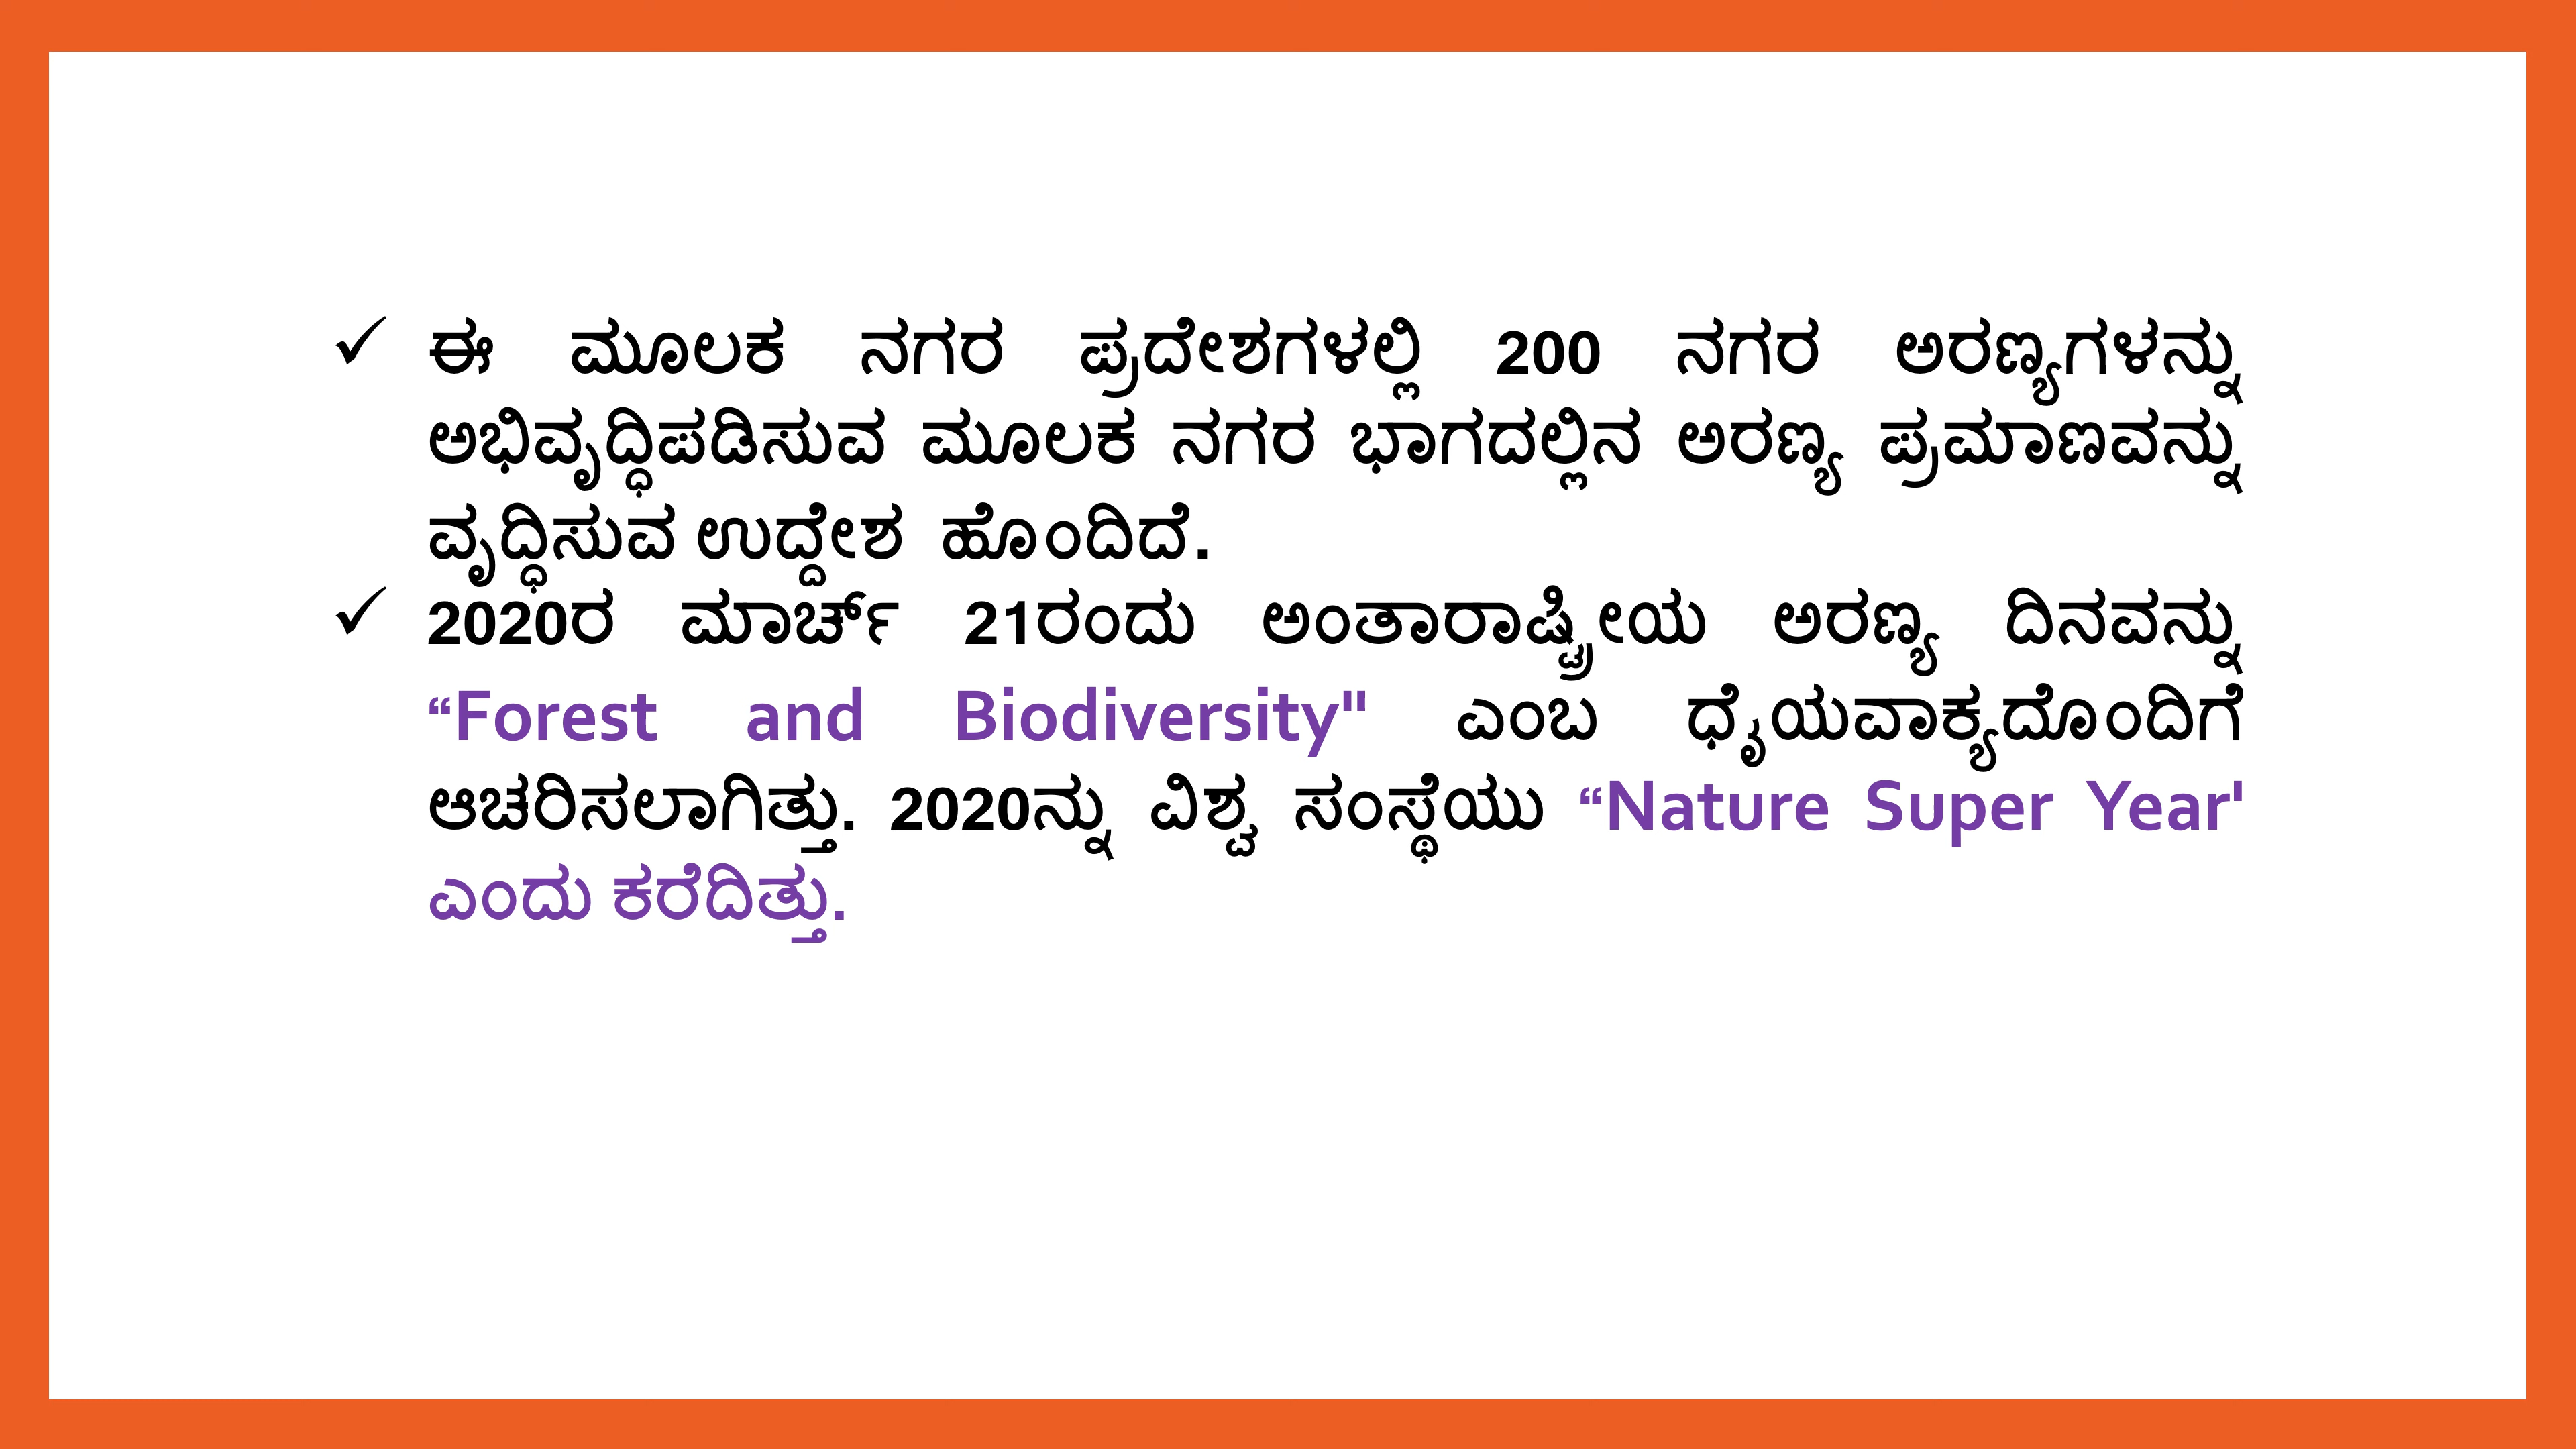 ✓ ಈ ಮೂಲಕ ನಗರ ಪ್ರದೇಶಗಳಲ್ಲಿ 200 ನಗರ ಅರಣ್ಯಗಳನ್ನು
ಅಭಿವೃದ್ಧಿಪಡಿಸುವ ಮೂಲಕ ನಗರ ಭಾಗದಲ್ಲಿನ ಅರಣ್ಯ ಪ್ರಮಾಣವನ್ನು
ವೃದ್ಧಿಸುವ ಉದ್ದೇಶ ಹೊಂದಿದೆ.
✓ 2020ರ ಮಾರ್ಚ್ 21ರಂದು ಅಂತಾರಾಷ್ಟ್ರೀಯ ಅರಣ್ಯ ದಿನವನ್ನು
“Forest and Biodiversity" ಎಂಬ ಧೈಯವಾಕ್ಯದೊಂದಿಗೆ
ಆಚರಿಸಲಾಗಿತ್ತು. 2020ನ್ನು ವಿಶ್ವ ಸಂಸ್ಥೆಯು “Nature Super Year'
ಎಂದು ಕರೆದಿತ್ತು.